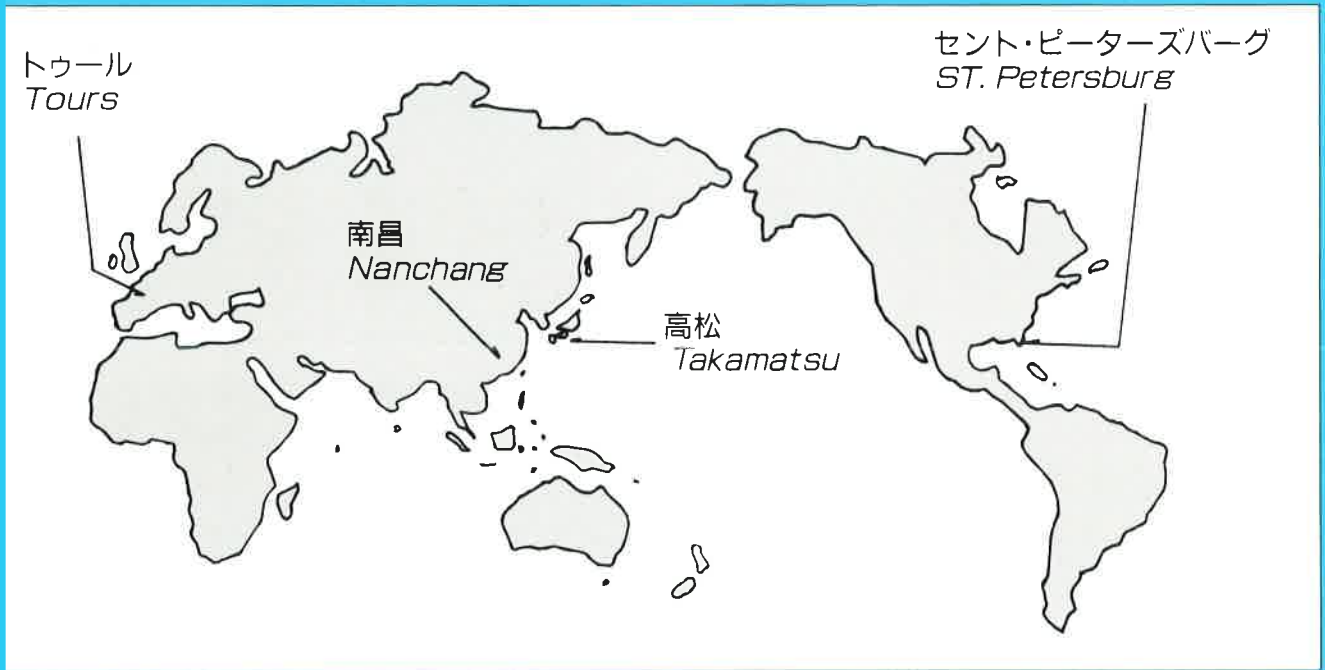 トゥール
Tours
セント・ピーターズバーグ
ST. Petersburg
南昌
Nanchang
高松
Takamatsu